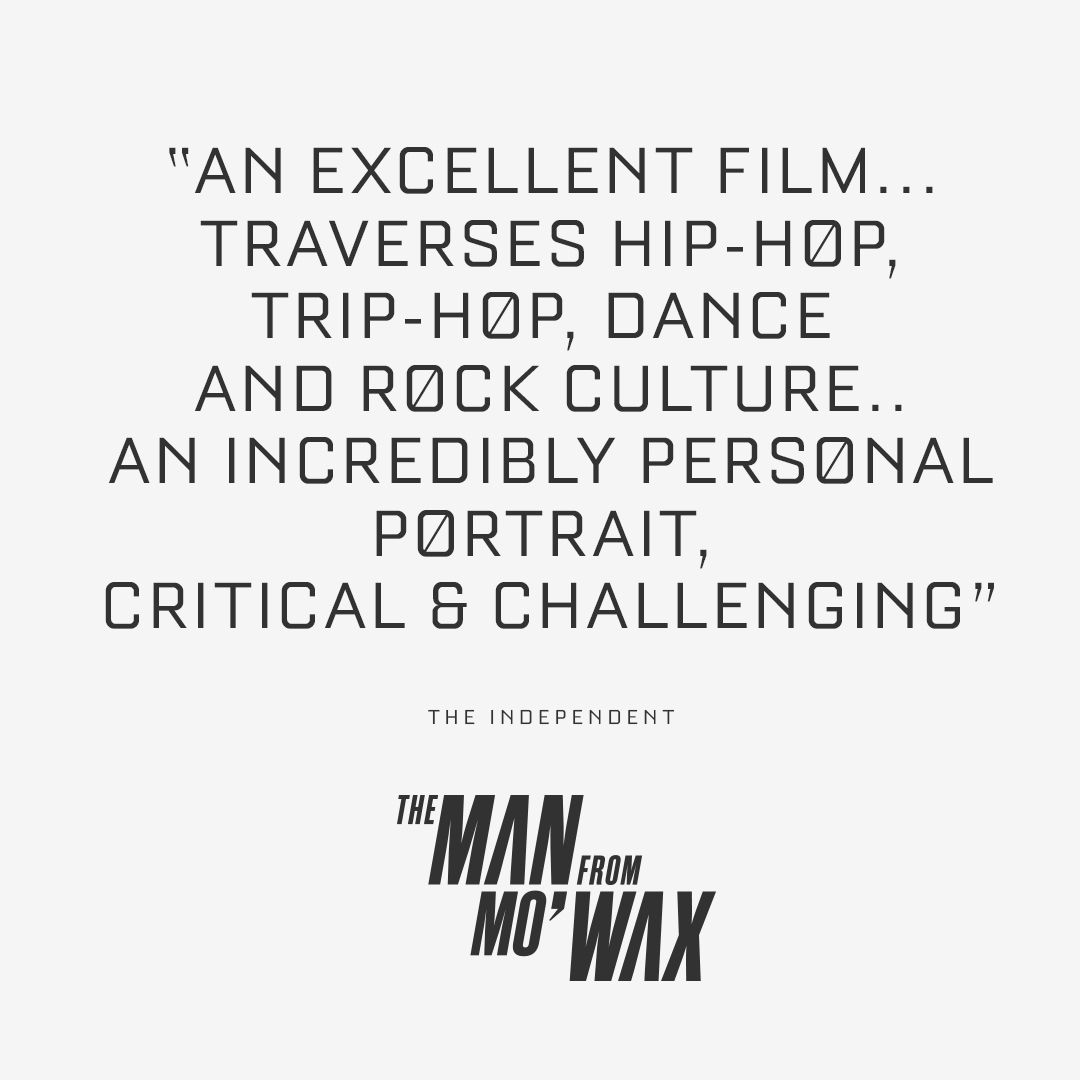 “AN EXCELLENT FILM...
TRAVERSES HIP-HØP,
TRIP-HØP, DANCE
AND RØCK CULTURE..
AN INCREDIBLY PERSØNAL
PØRTRAIT,
CRITICAL & CHALLENGING”
THE INDEPENDENT
THE MAN FROM
MO’WAX